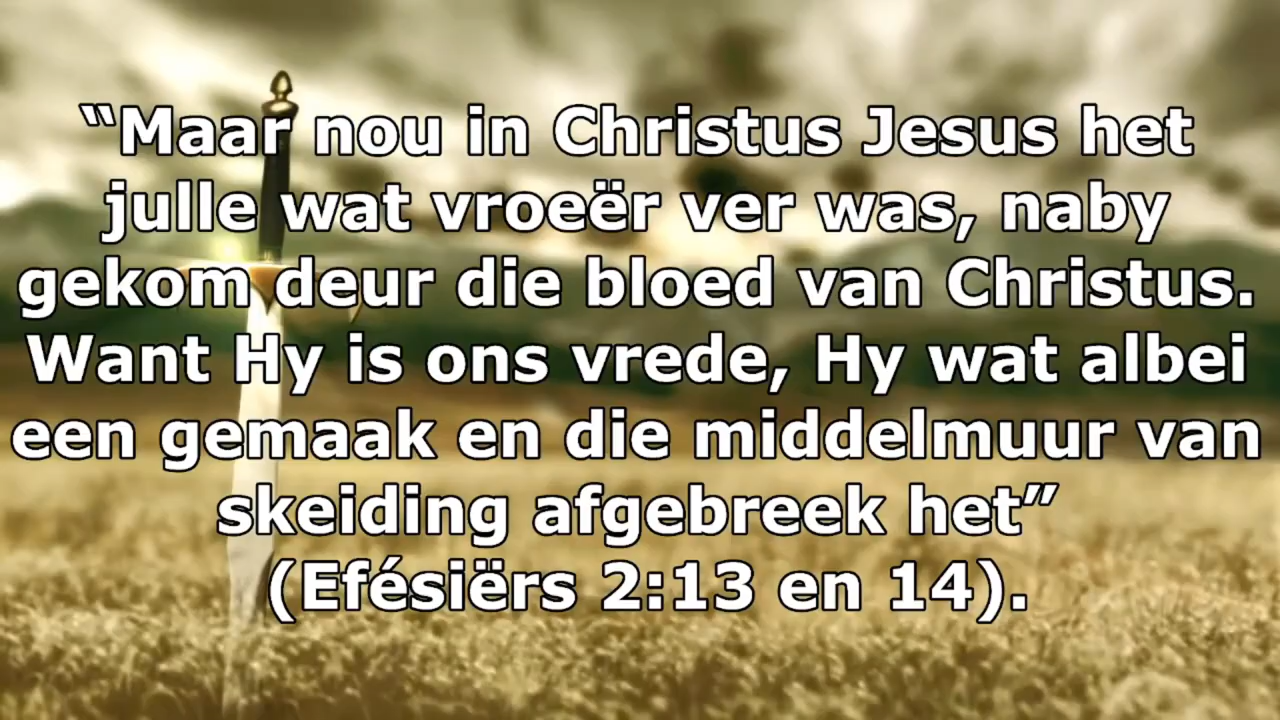 “Maar nou in Christus Jesus het
julle wat vroeër ver was, naby
gekom deur die bloed van Christus.
Want Hy is ons vrede, Hy wat albei
een gemaak en die middelmuur van
skeiding afgebreek het”
(Efésiërs 2:13 en 14).